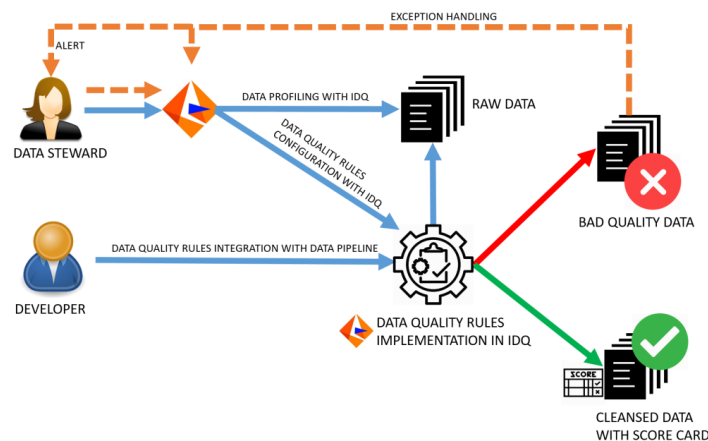 EXCEPTION HANDLING
ALERT
DATA PROFILING WITH IDQ
RAW DATA
DATA STEWARD
DATA QUALITY RULES
CONFIGURATION WITH IDQ
BAD QUALITY DATA
DATA QUALITY RULES INTEGRATION WITH DATA PIPELINE
DEVELOPER
DATA QUALITY RULES
IMPLEMENTATION IN IDQ
SCORE
CLEANSED DATA
WITH SCORE CARD